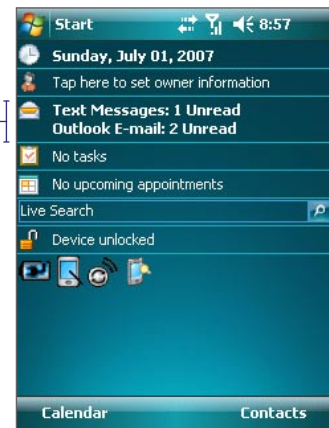 Start 8:57
Sunday, July 01, 2007
Tap here to set owner information
Text Messages: 1 Unread
Outlook E-mail: 2 Unread
No tasks
No upcoming appointments
Live Search
Device unlocked
Calendar Contacts